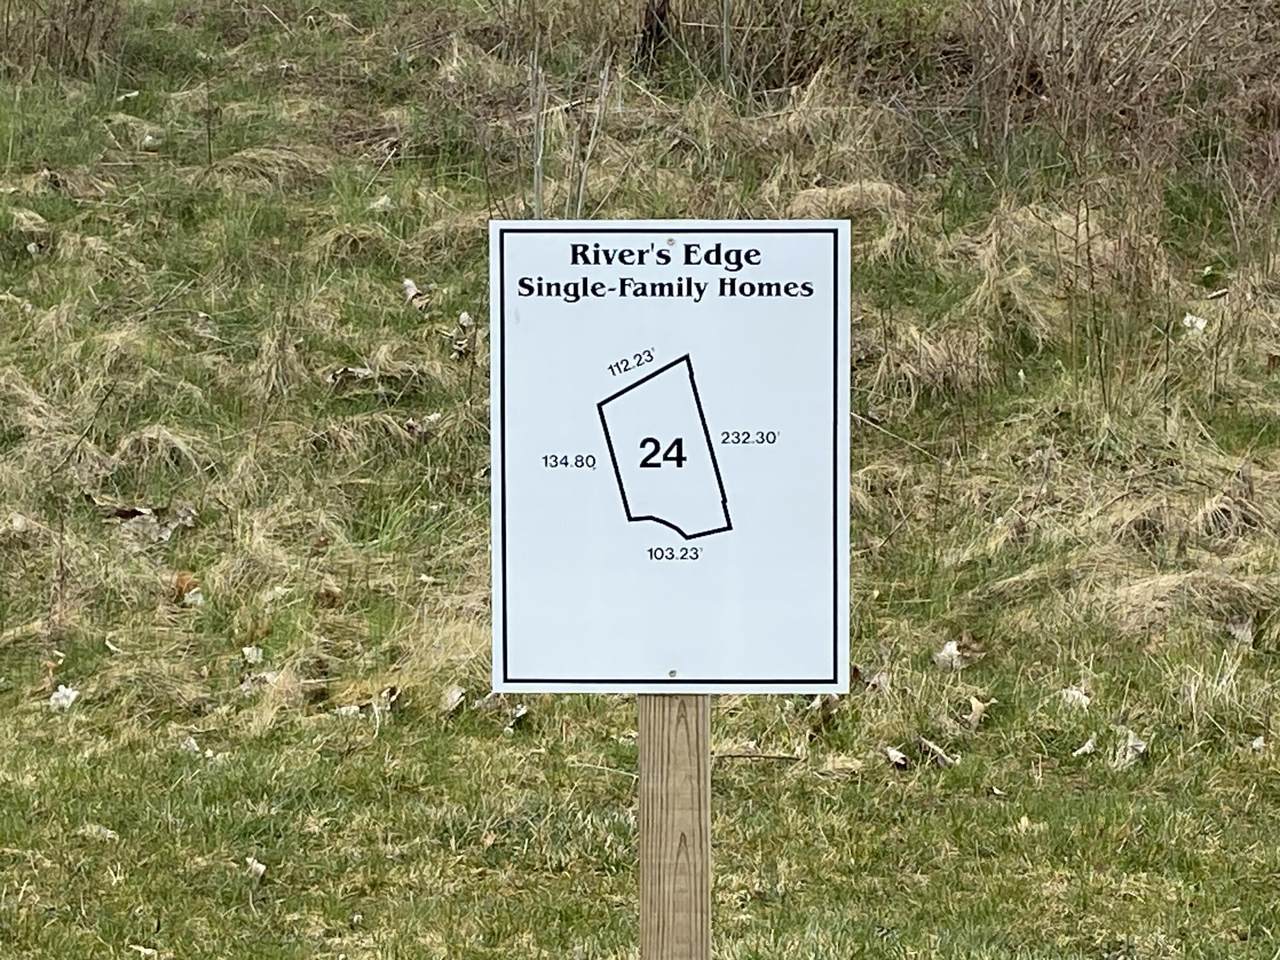 River's Edge
Single-Family Homes
112.23'
232.30'
24
134.80
103.23'